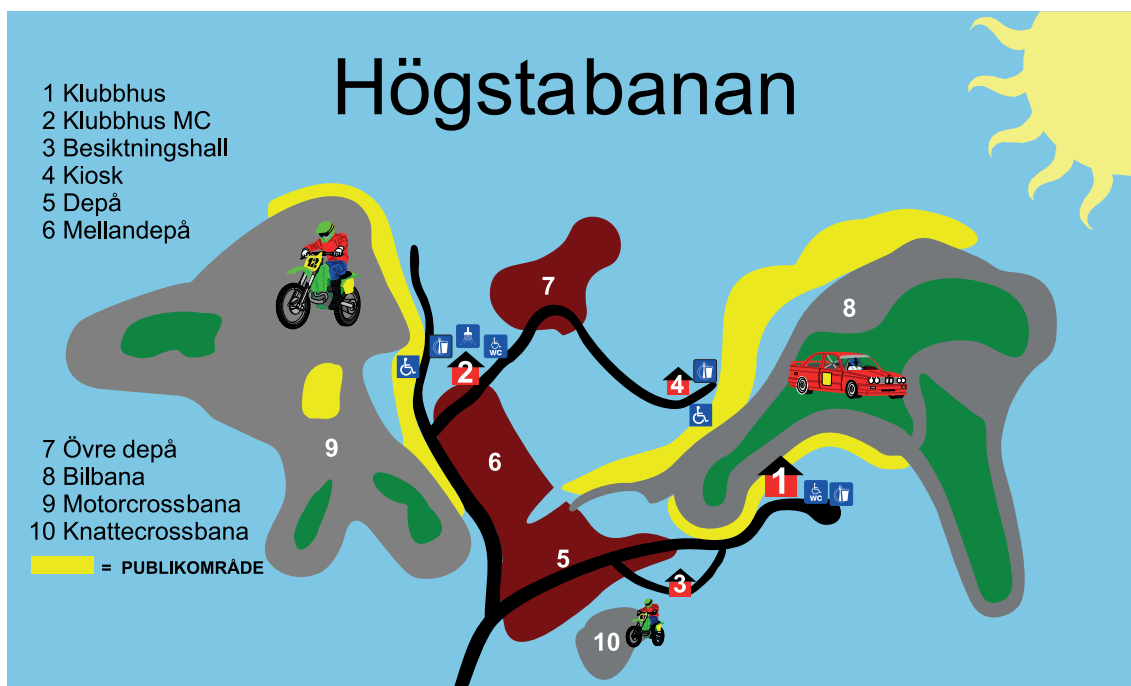 Högstabanan
1 Klubbhus
2 Klubbhus MC
3 Besiktningshall
4 Kiosk
5 Depå
6 Mellandepå
7 Övre depå
8 Bilbana
9 Motorcrossbana
10 Knattecrossbana
= PUBLIKOMRÅDE
7
8
2
WC
4
9
6
1
WC
5
3
10